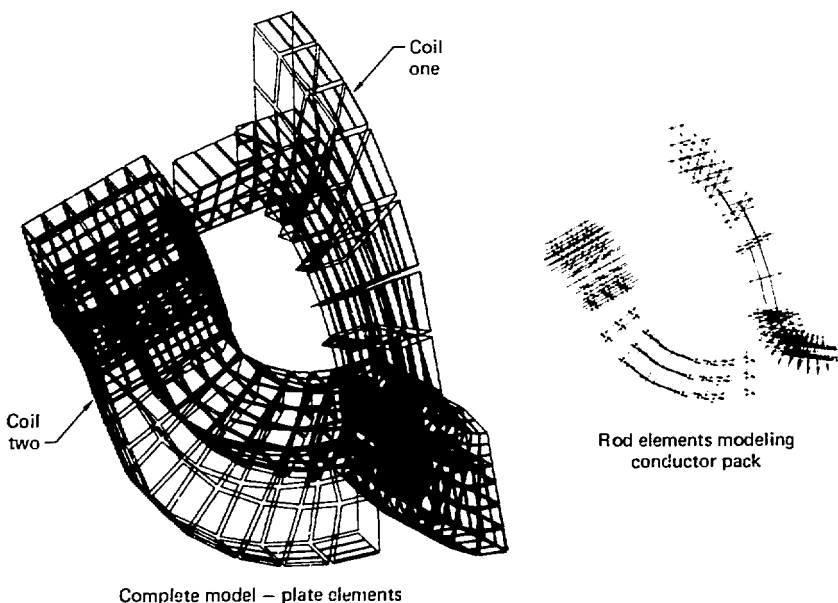 Coil
one
Coil
two
Rod elements modeling
conductor pack
Complete model – plate elements